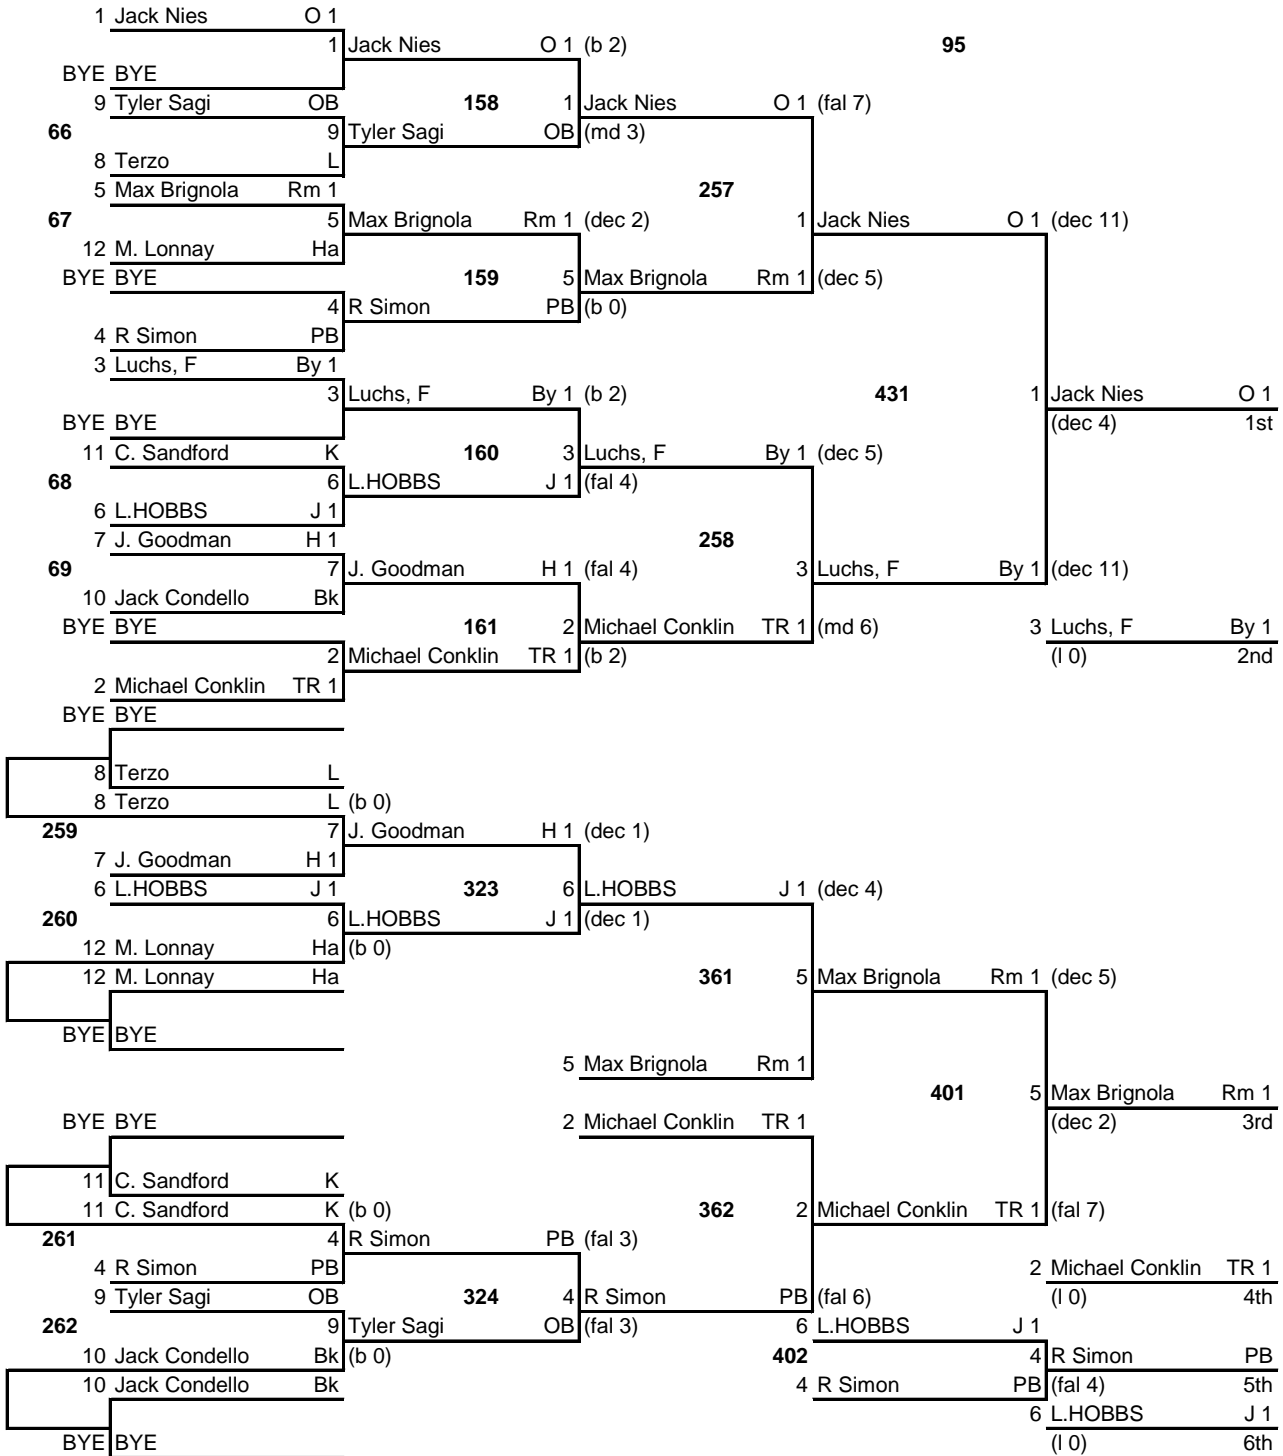 1 Jack Nies O 1
1 Jack Nies O 1 (b 2) 95
BYE BYE
9 Tyler Sagi OB 158 1 Jack Nies O 1 (fal 7)
66 9 Tyler Sagi OB (md 3)
8 Terzo L
5 Max Brignola Rm 1 257
67 5 Max Brignola Rm 1 (dec 2) 1 Jack Nies O 1 (dec 11)
12 M. Lonnay Ha
BYE BYE 159 5 Max Brignola Rm 1 (dec 5)
4 R Simon PB (b 0)
4 R Simon PB
3 Luchs, F By 1
3 Luchs, F By 1 (b 2) 431 1 Jack Nies O 1
BYE BYE (dec 4) 1st
11 C. Sandford K 160 3 Luchs, F By 1 (dec 5)
68 6 L.HOBBS J 1 (fal 4)
6 L.HOBBS J 1
7 J. Goodman H 1 258
69 7 J. Goodman H 1 (fal 4) 3 Luchs, F By 1 (dec 11)
10 Jack Condello Bk
BYE BYE 161 2 Michael Conklin TR 1 (md 6) 3 Luchs, F By 1
2 Michael Conklin TR 1 (b 2) (l 0) 2nd
2 Michael Conklin TR 1
BYE BYE
8 Terzo L
8 Terzo L (b 0)
259 7 J. Goodman H 1 (dec 1)
7 J. Goodman H 1
6 L.HOBBS J 1 323 6 L.HOBBS J 1 (dec 4)
260 6 L.HOBBS J 1 (dec 1)
12 M. Lonnay Ha (b 0)
12 M. Lonnay Ha 361 5 Max Brignola Rm 1 (dec 5)
BYE BYE
5 Max Brignola Rm 1
401 5 Max Brignola Rm 1
BYE BYE 2 Michael Conklin TR 1 (dec 2) 3rd
11 C. Sandford K
11 C. Sandford K (b 0) 362 2 Michael Conklin TR 1 (fal 7)
261 4 R Simon PB (fal 3)
4 R Simon PB 2 Michael Conklin TR 1
9 Tyler Sagi OB 324 4 R Simon PB (fal 6) (l 0) 4th
262 9 Tyler Sagi OB (fal 3) 6 L.HOBBS J 1
10 Jack Condello Bk (b 0) 402 4 R Simon PB
10 Jack Condello Bk 4 R Simon PB (fal 4) 5th
6 L.HOBBS J 1
BYE BYE (l 0) 6th